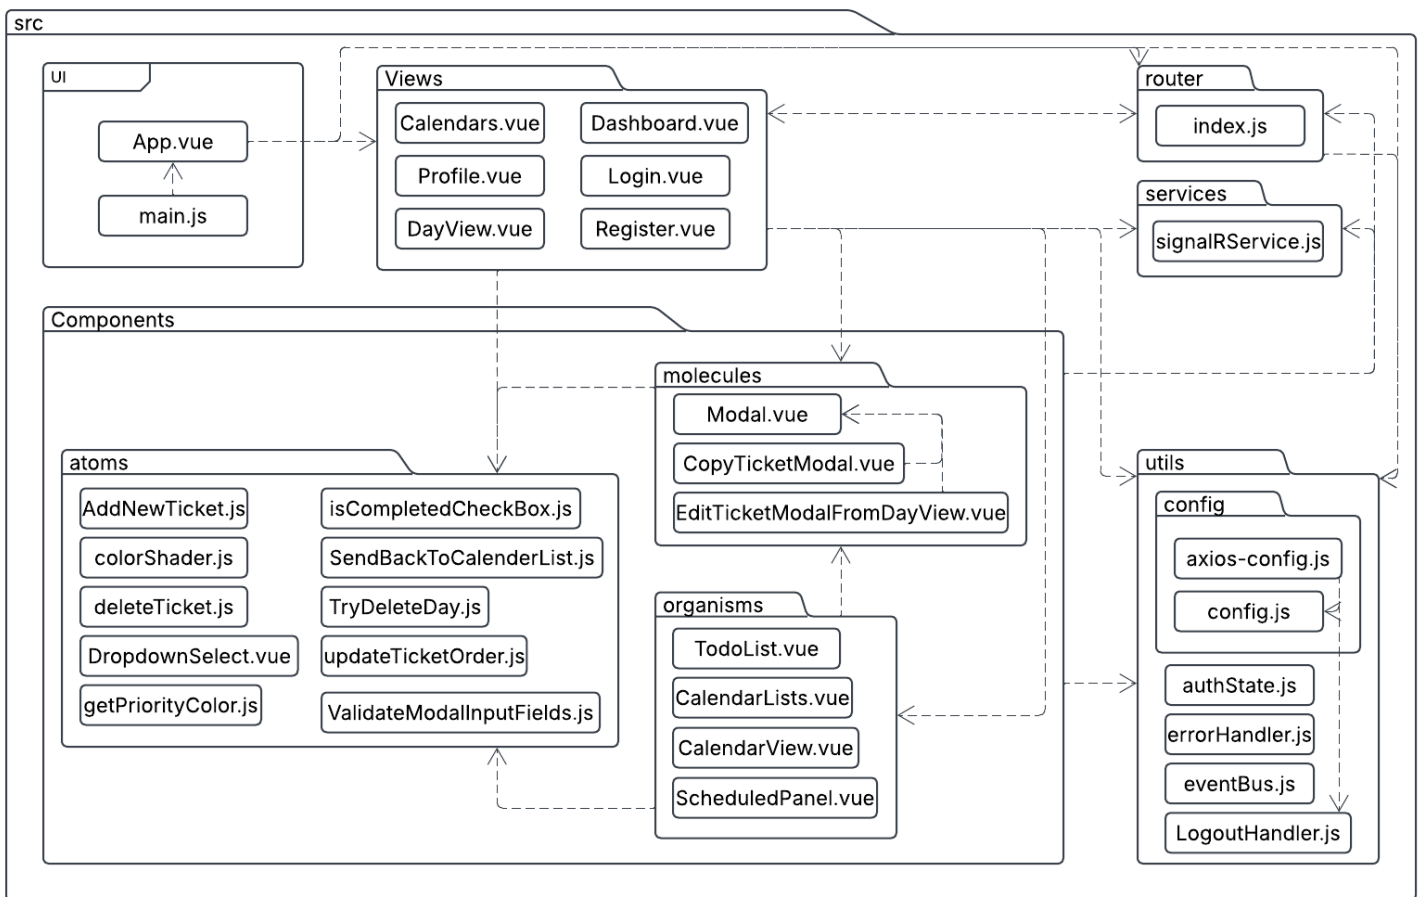 src
UI
App.vue
main.js
Views
Calendars.vue
Dashboard.vue
Profile.vue
Login.vue
DayView.vue
Register.vue
router
index.js
services
signalRService.js
Components
molecules
Modal.vue
CopyTicketModal.vue
EditTicketModalFromDayView.vue
atoms
AddNewTicket.js
isCompletedCheckBox.js
colorShader.js
SendBackToCalenderList.js
deleteTicket.js
TryDeleteDay.js
DropdownSelect.vue
updateTicketOrder.js
getPriorityColor.js
ValidateModalInputFields.js
organisms
TodoList.vue
CalendarLists.vue
CalendarView.vue
ScheduledPanel.vue
utils
config
axios-config.js
config.js
authState.js
errorHandler.js
eventBus.js
LogoutHandler.js